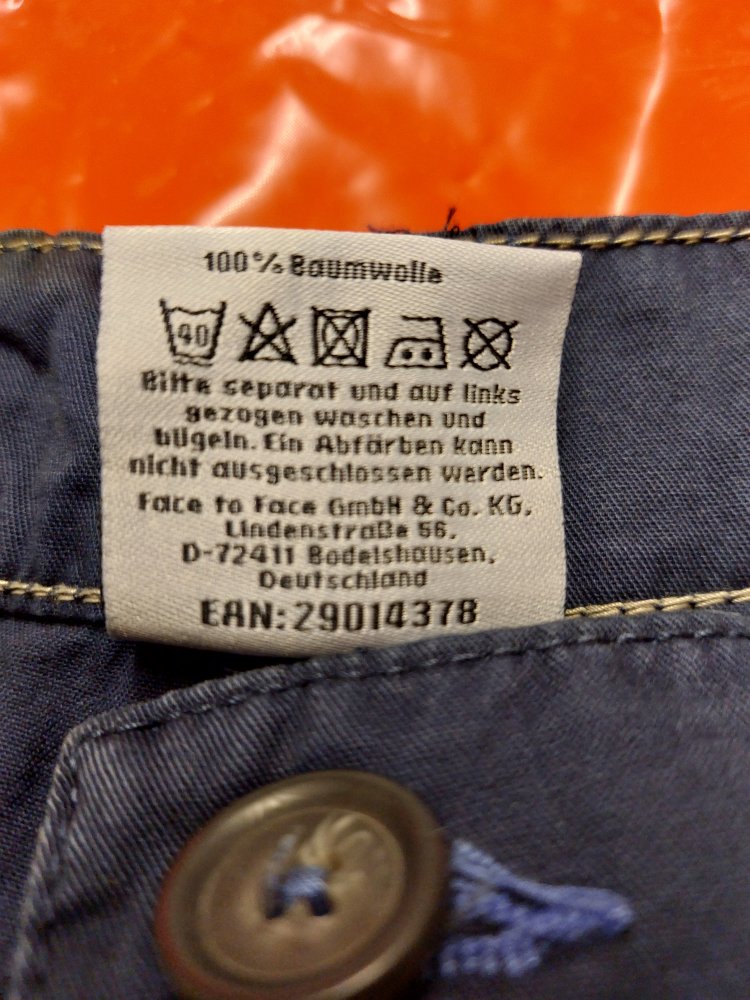 100% Baumwolle
40
Bitte separat und auf links
gezogen waschen und
bügeln. Ein Abfärben kann
nicht ausgeschlossen werden.
Face to Face GmbH & Co. KG.
Lindenstraße 56.
D-72411 Bodelshausen.
Deutschland
EAN: 29014378